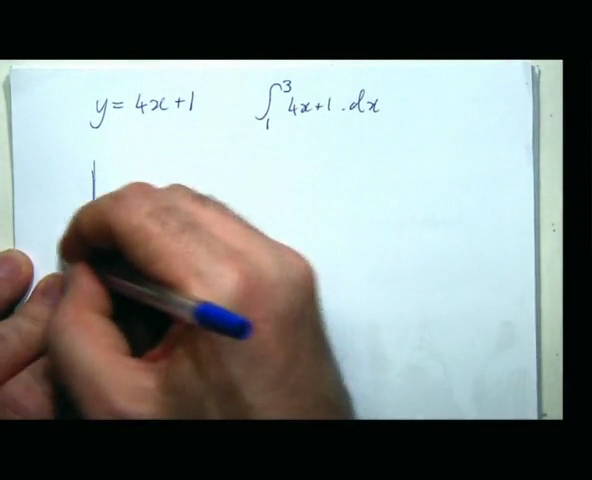 y = 4x+1 ∫₁³ 4x+1 . dx